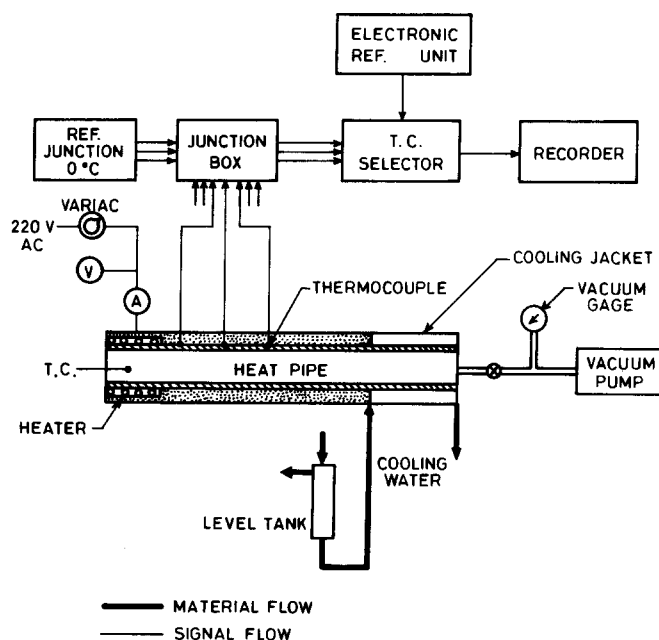 ELECTRONIC
REF. UNIT
REF.
JUNCTION
0°C
JUNCTION
BOX
T. C.
SELECTOR
RECORDER
VARIAC
220 V
AC
V
A
COOLING JACKET
THERMOCOUPLE
VACUUM
GAGE
T.C.
HEAT PIPE
VACUUM
PUMP
HEATER
COOLING
WATER
LEVEL TANK
MATERIAL FLOW
SIGNAL FLOW